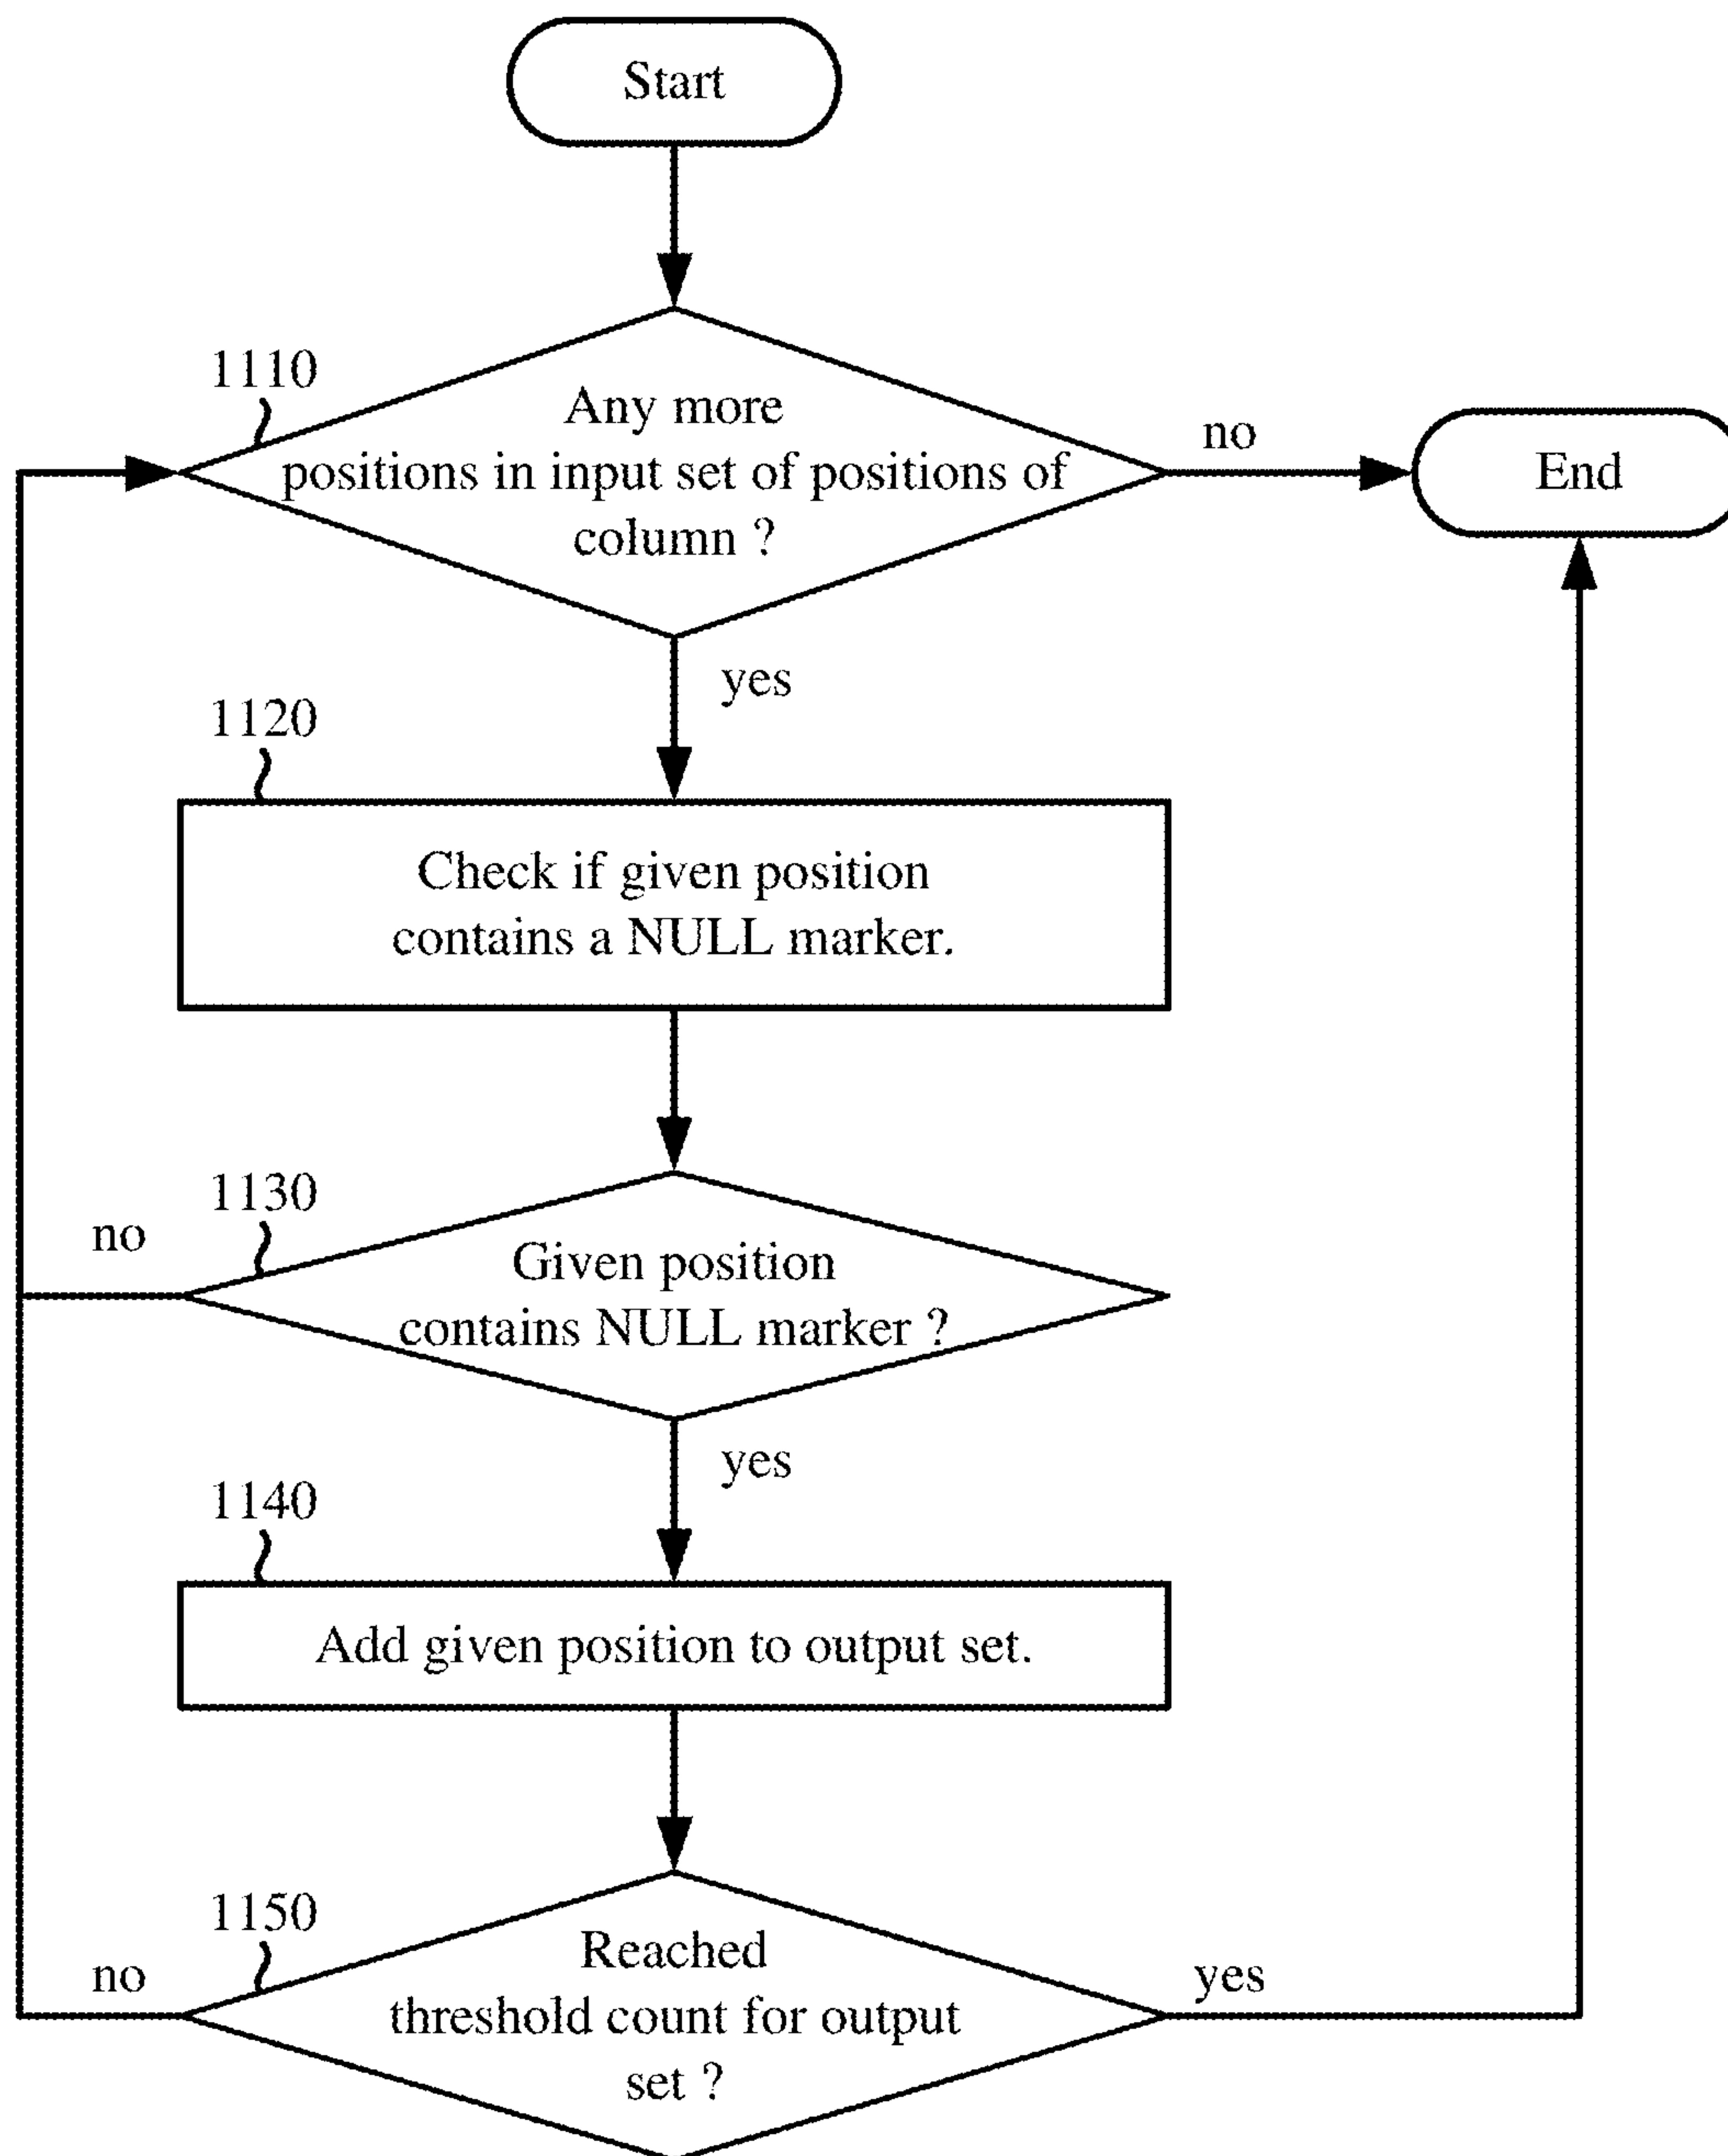 Start
1110
Any more
positions in input set of positions of
column ?
no
End
yes
1120
Check if given position
contains a NULL marker.
1130
no
Given position
contains NULL marker ?
yes
1140
Add given position to output set.
1150
no
Reached
threshold count for output
set ?
yes